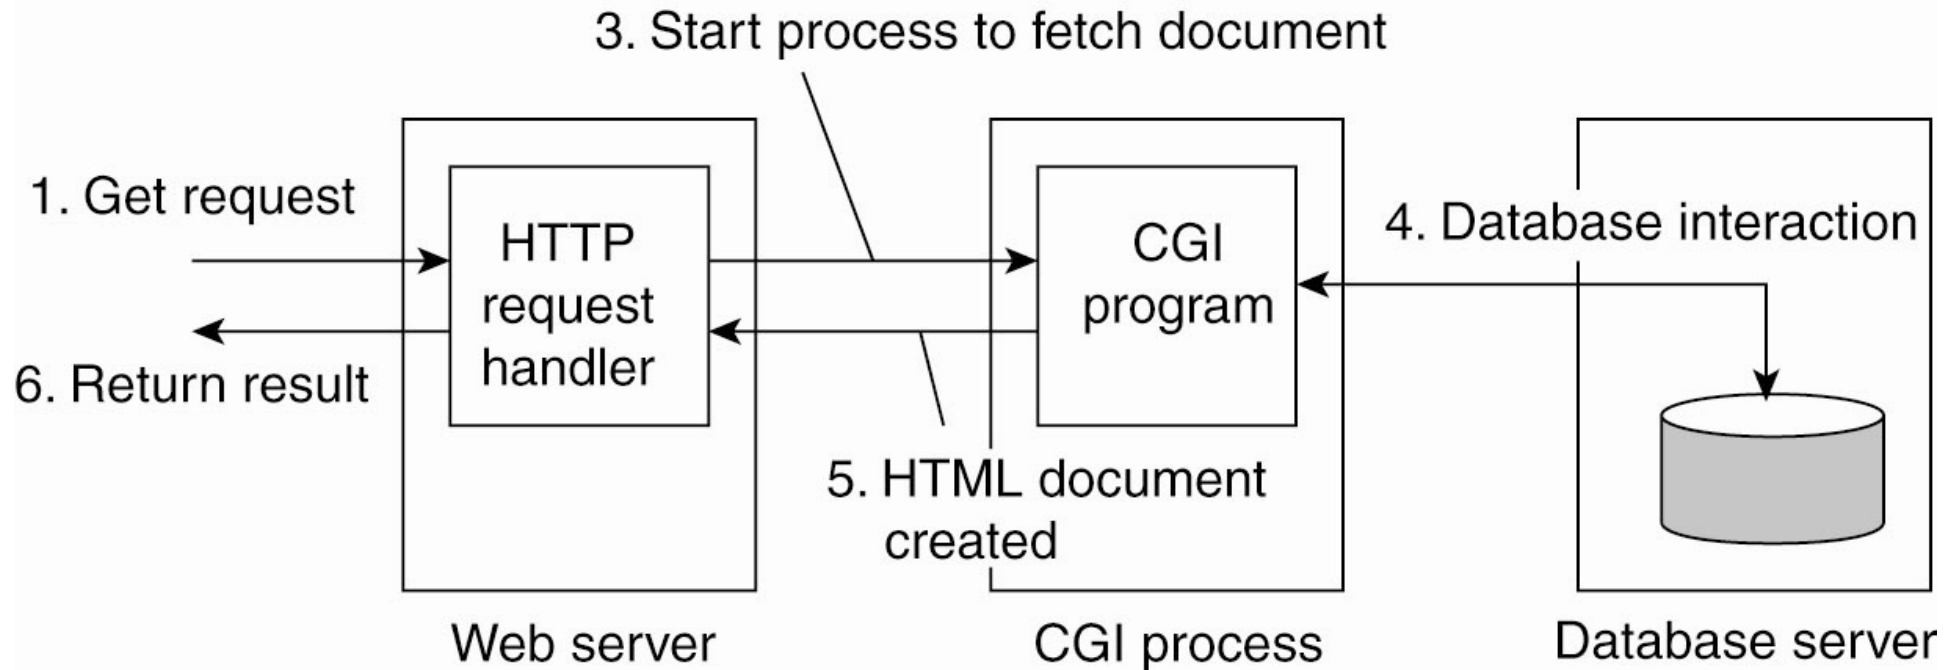 3. Start process to fetch document
1. Get request
HTTP
request
handler
CGI
program
4. Database interaction
6. Return result
5. HTML document
created
Web server
CGI process
Database server